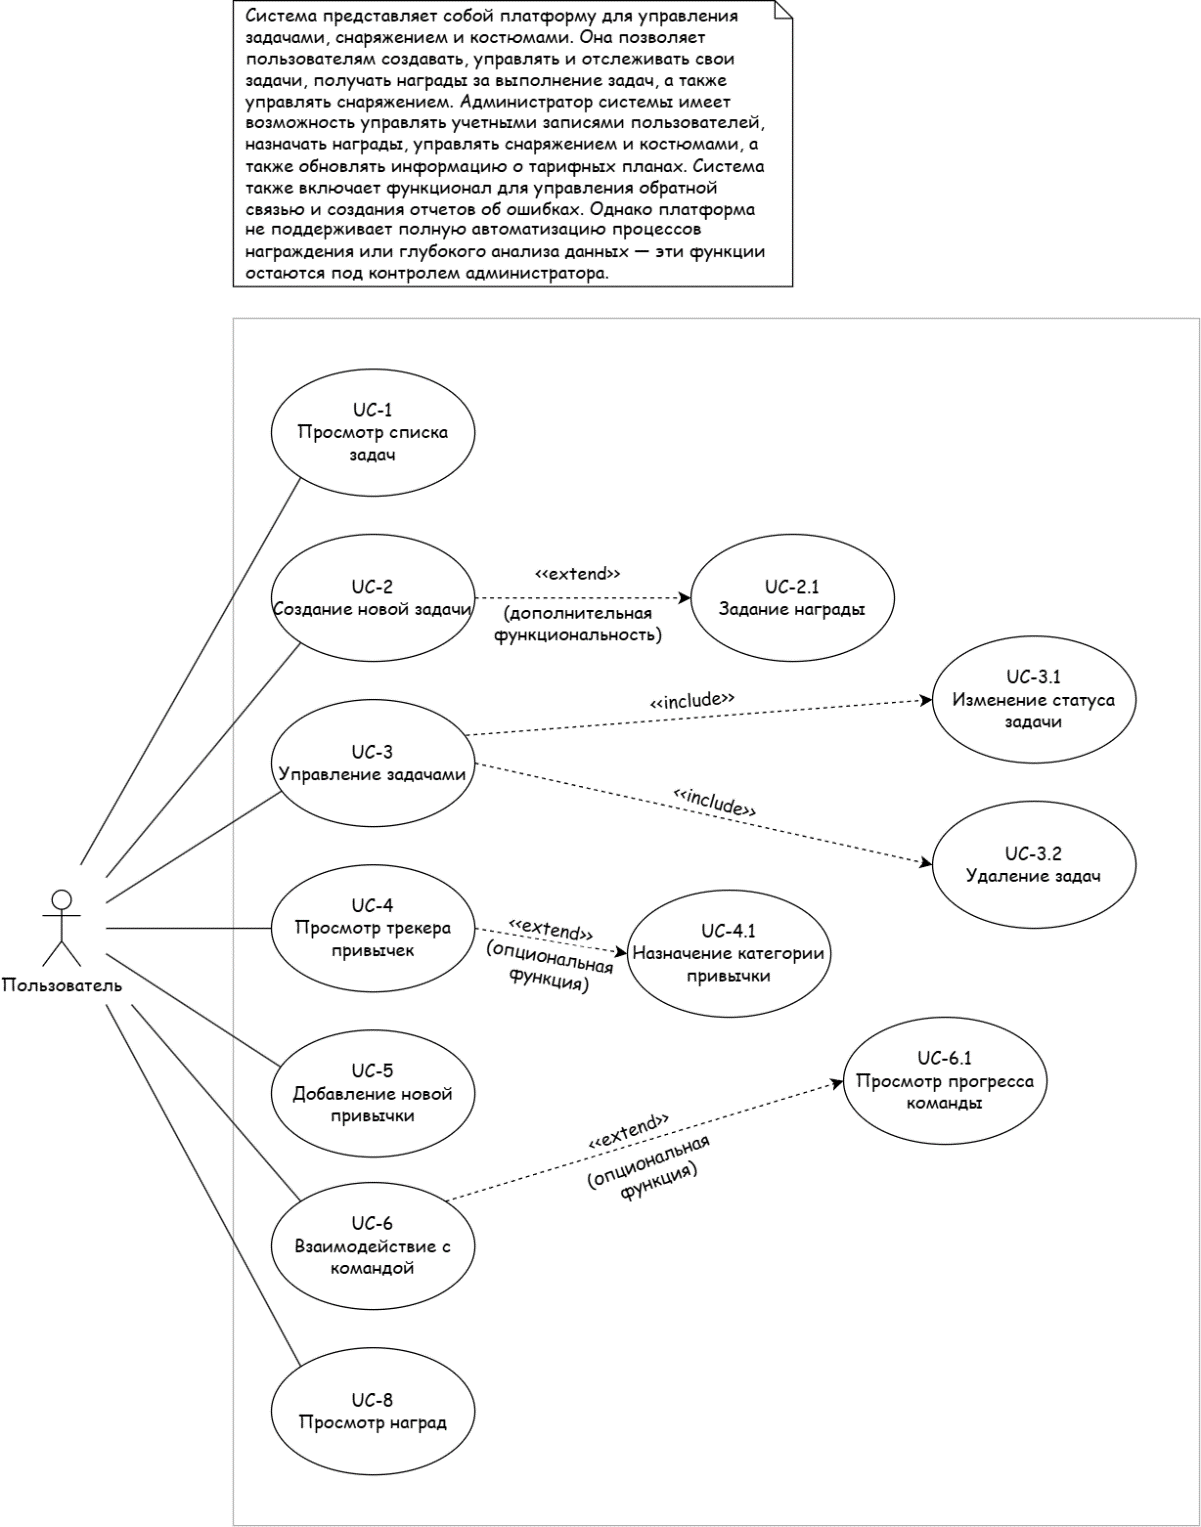 Система представляет собой платформу для управления
задачами, снаряжением и костюмами. Она позволяет
пользователям создавать, управлять и отслеживать свои
задачи, получать награды за выполнение задач, а также
управлять снаряжением. Администратор системы имеет
возможность управлять учетными записями пользователей,
назначать награды, управлять снаряжением и костюмами, а
также обновлять информацию о тарифных планах. Система
также включает функционал для управления обратной
связью и создания отчетов об ошибках. Однако платформа
не поддерживает полную автоматизацию процессов
награждения или глубокого анализа данных — эти функции
остаются под контролем администратора.
UC-1
Просмотр списка
задач
UC-2
Создание новой задачи
<<extend>>
(дополнительная
функциональность)
UC-2.1
Задание награды
UC-3
Управление задачами
<<include>>
UC-3.1
Изменение статуса
задачи
<<include>>
UC-3.2
Удаление задач
Пользователь
UC-4
Просмотр трекера
привычек
<<extend>>
(опциональная
функция)
UC-4.1
Назначение категории
привычки
UC-5
Добавление новой
привычки
UC-6
Взаимодействие с
командой
<<extend>>
(опциональная
функция)
UC-6.1
Просмотр прогресса
команды
UC-8
Просмотр наград